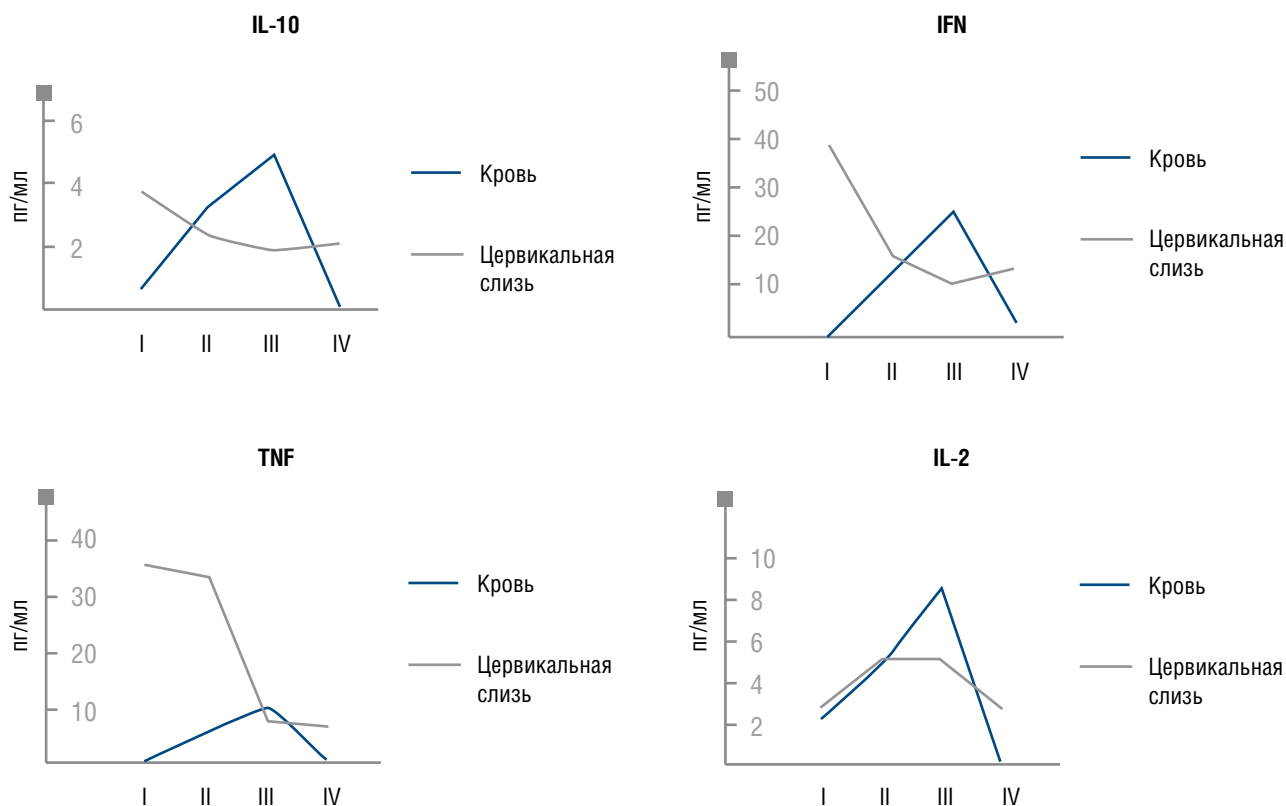 IL-10
пг/мл
6
4
2
I II III IV
Кровь
Цервикальная
слизь
IFN
пг/мл
50
40
30
20
10
I II III IV
Кровь
Цервикальная
слизь
TNF
пг/мл
40
30
20
10
I II III IV
Кровь
Цервикальная
слизь
IL-2
пг/мл
10
8
6
4
2
I II III IV
Кровь
Цервикальная
слизь